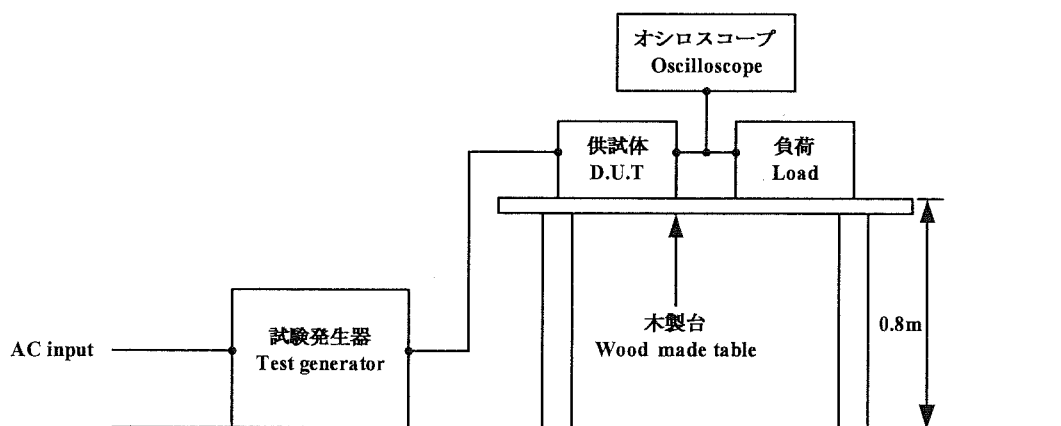 オシロスコープ
Oscilloscope
供試体
D.U.T
負荷
Load
試験発生器
Test generator
AC input
木製台
Wood made table
0.8m